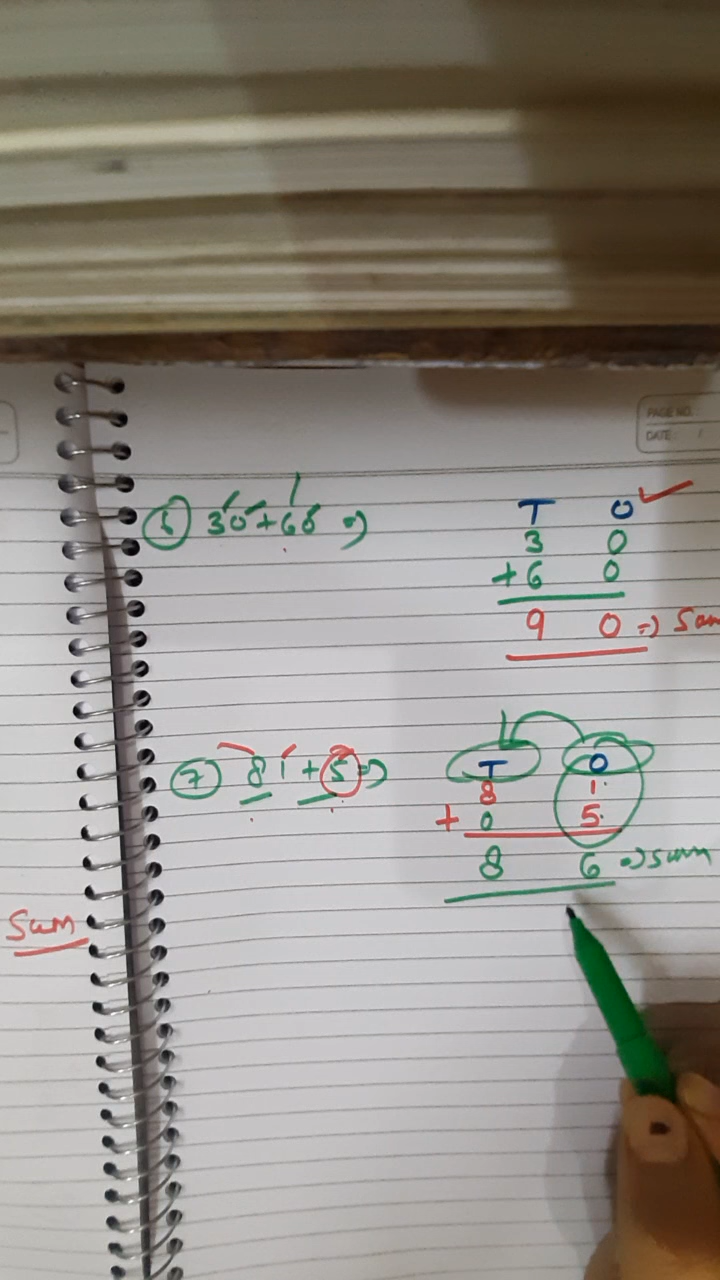 PAGE NO.
DATE: /
6 30+60 =>
T O
3 0
+6 0
9 0 => Sum
7 81 + 5 =>
T O
8 1
+ 0 5
8 6 => sum
Sum